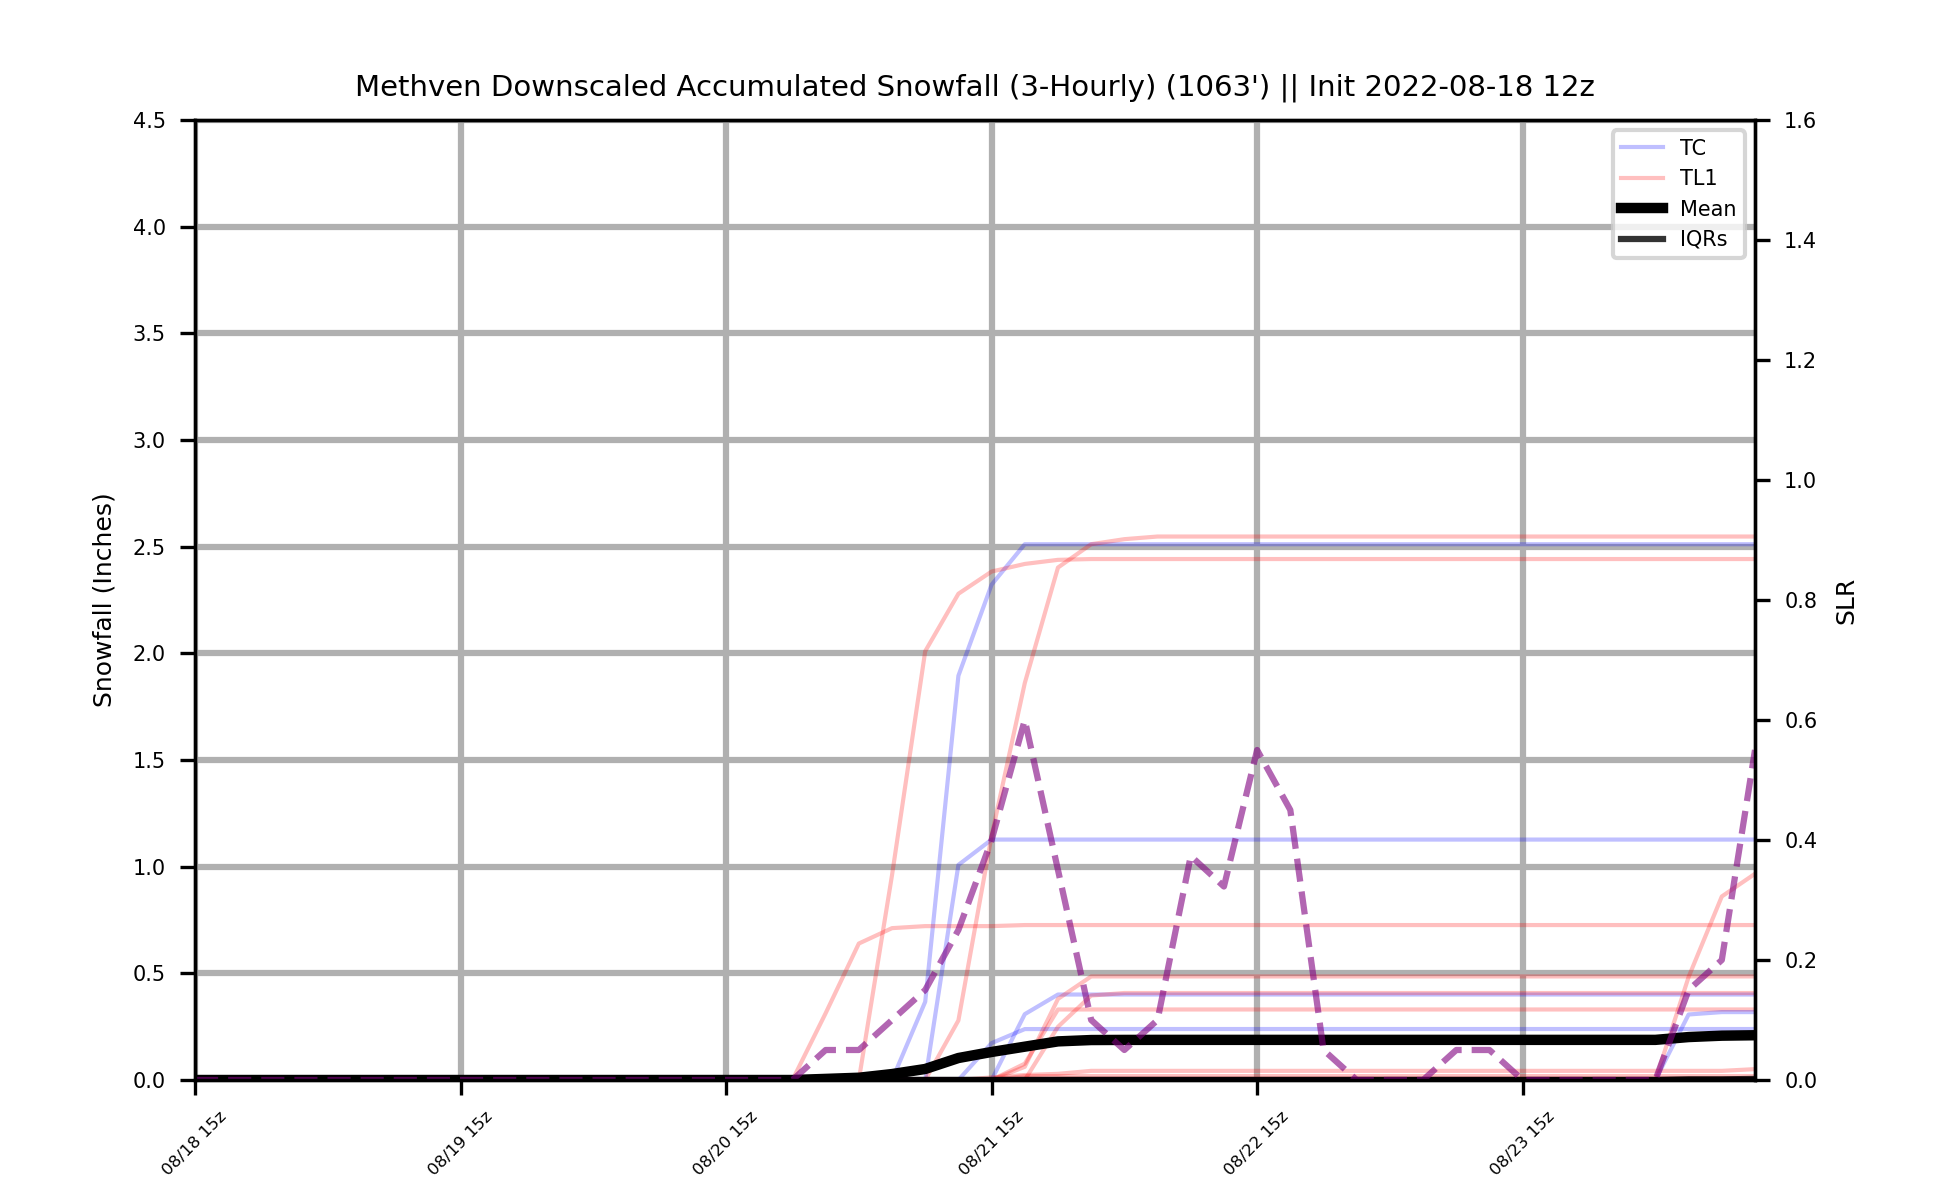 Methven Downscaled Accumulated Snowfall (3-Hourly) (1063') || Init 2022-08-18 12z
4.5
4.0
3.5
3.0
2.5
2.0
1.5
1.0
0.5
0.0
Snowfall (Inches)
TC
TL1
Mean
IQRs
1.6
1.4
1.2
1.0
0.8
0.6
0.4
0.2
0.0
SLR
08/18 15z
08/19 15z
08/20 15z
08/21 15z
08/22 15z
08/23 15z